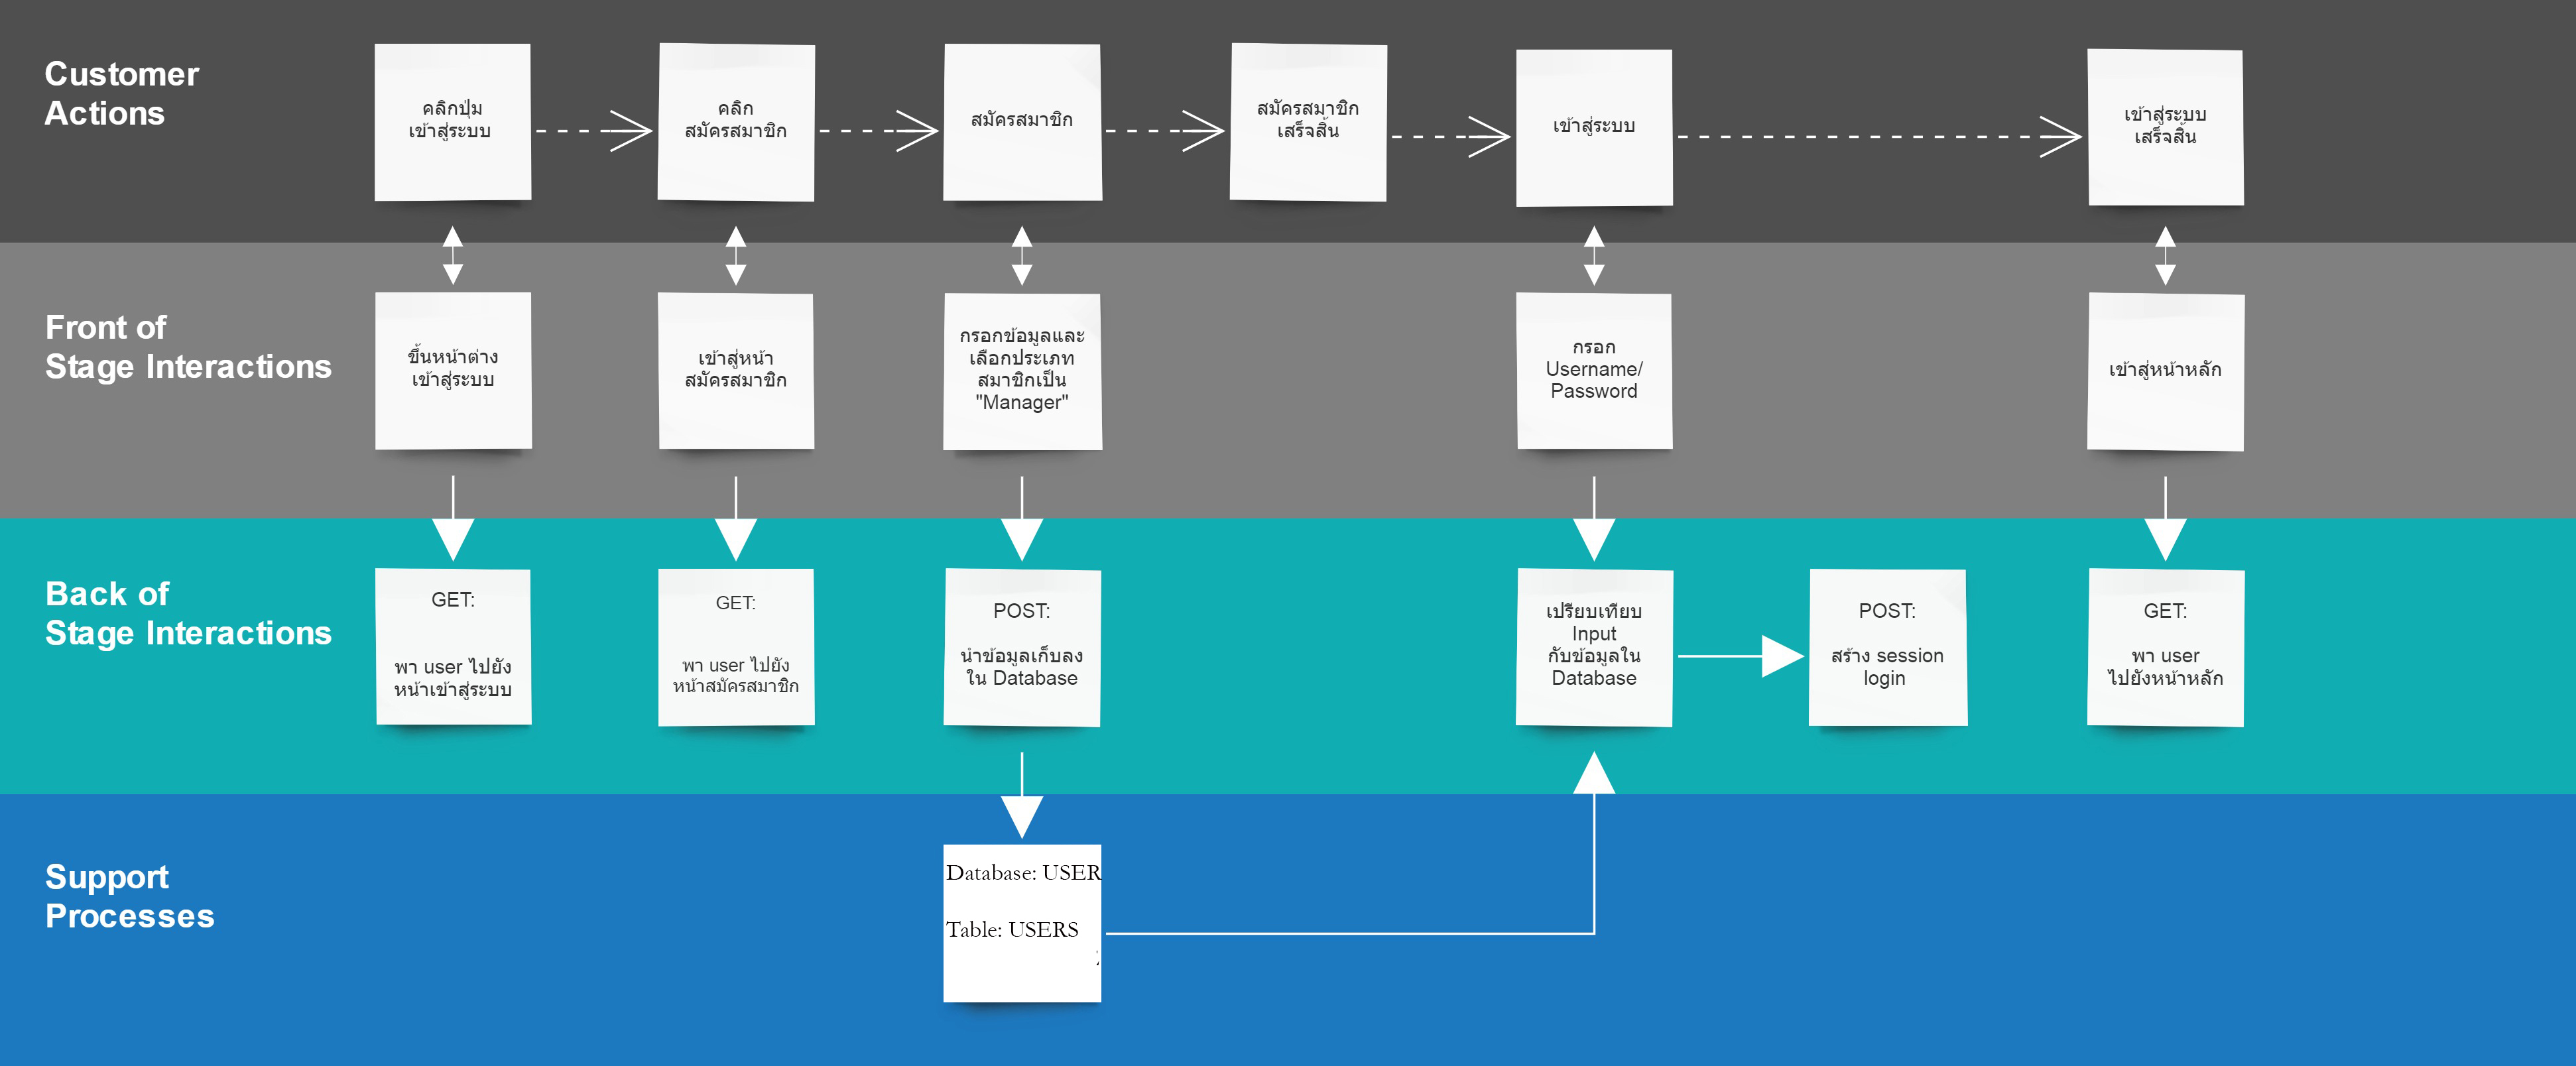 Customer
Actions
คลิกปุ่ม
เข้าสู่ระบบ
คลิก
สมัครสมาชิก
สมัครสมาชิก
สมัครสมาชิก
เสร็จสิ้น
เข้าสู่ระบบ
เข้าสู่ระบบ
เสร็จสิ้น
Front of
Stage Interactions
ขึ้นหน้าต่าง
เข้าสู่ระบบ
เข้าสู่หน้า
สมัครสมาชิก
กรอกข้อมูลและ
เลือกประเภท
สมาชิกเป็น
"Manager"
กรอก
Username/
Password
เข้าสู่หน้าหลัก
Back of
Stage Interactions
GET:
พา user ไปยัง
หน้าเข้าสู่ระบบ
GET:
พา user ไปยัง
หน้าสมัครสมาชิก
POST:
นำข้อมูลเก็บลง
ใน Database
เปรียบเทียบ
Input
กับข้อมูลใน
Database
POST:
สร้าง session
login
GET:
พา user
ไปยังหน้าหลัก
Support
Processes
Database: USER
Table: USERS